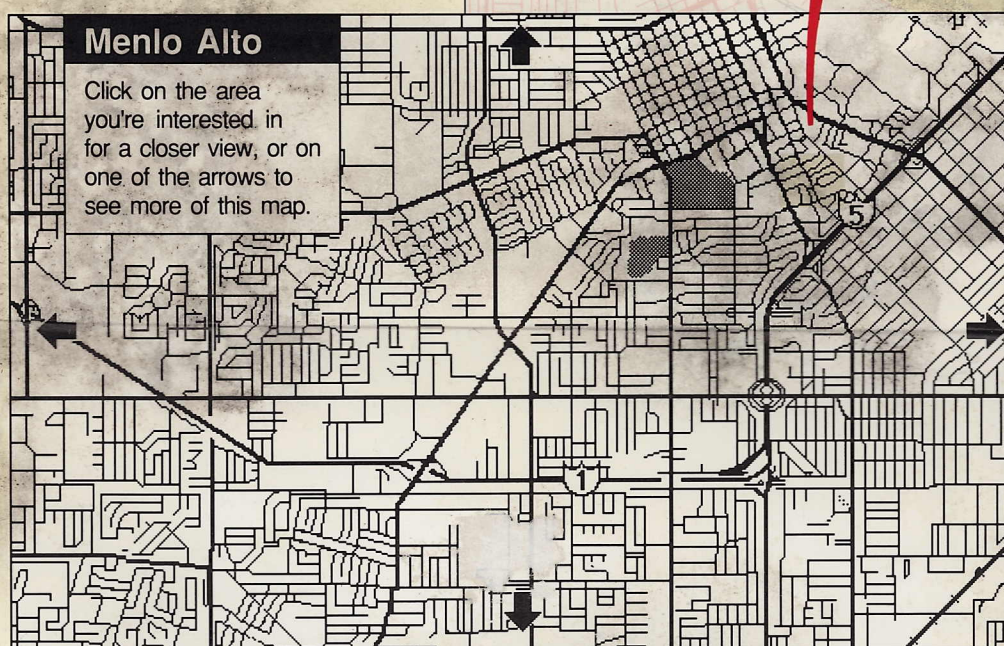 Menlo Alto
Click on the area
you're interested in
for a closer view, or on
one of the arrows to
see more of this map.
5
1